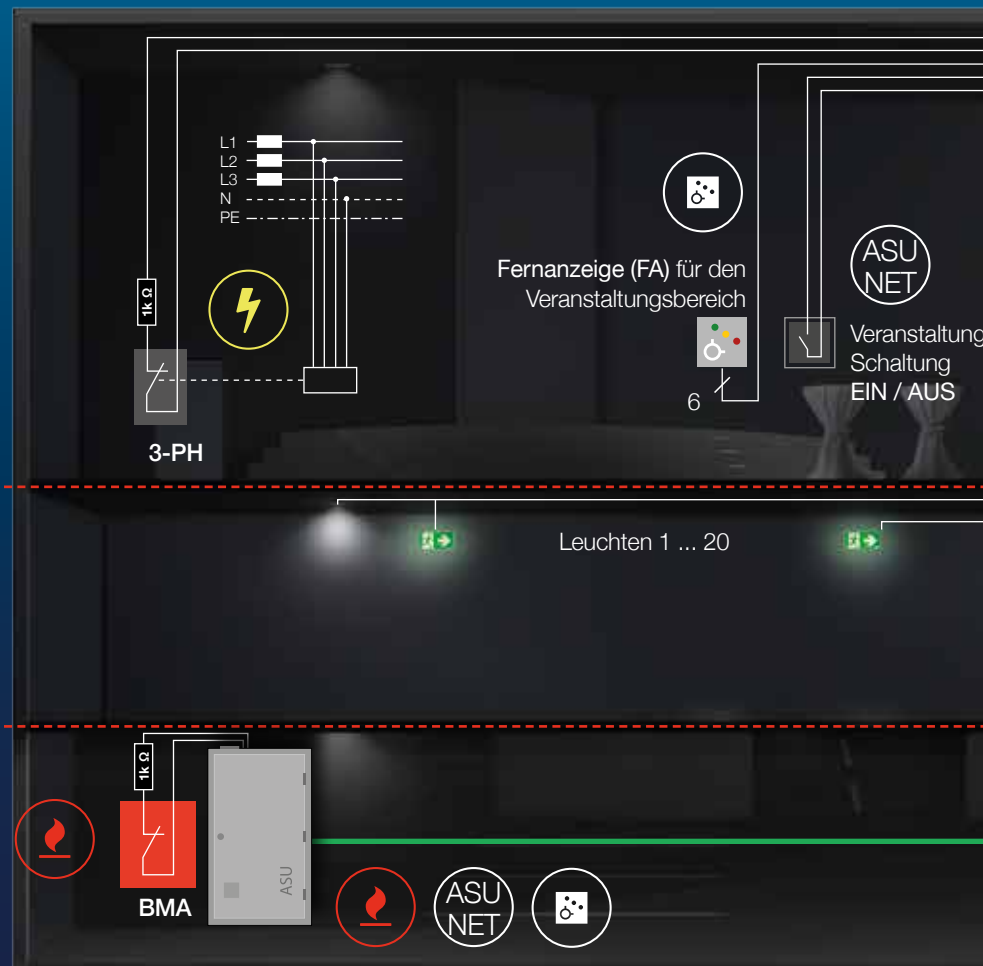 L1
L2
L3
N
PE
1k Ω
3-PH
Fernanzeige (FA) für den
Veranstaltungsbereich
6
ASU
NET
Veranstaltung
Schaltung
EIN / AUS
Leuchten 1 ... 20
1k Ω
BMA
ASU
ASU
NET